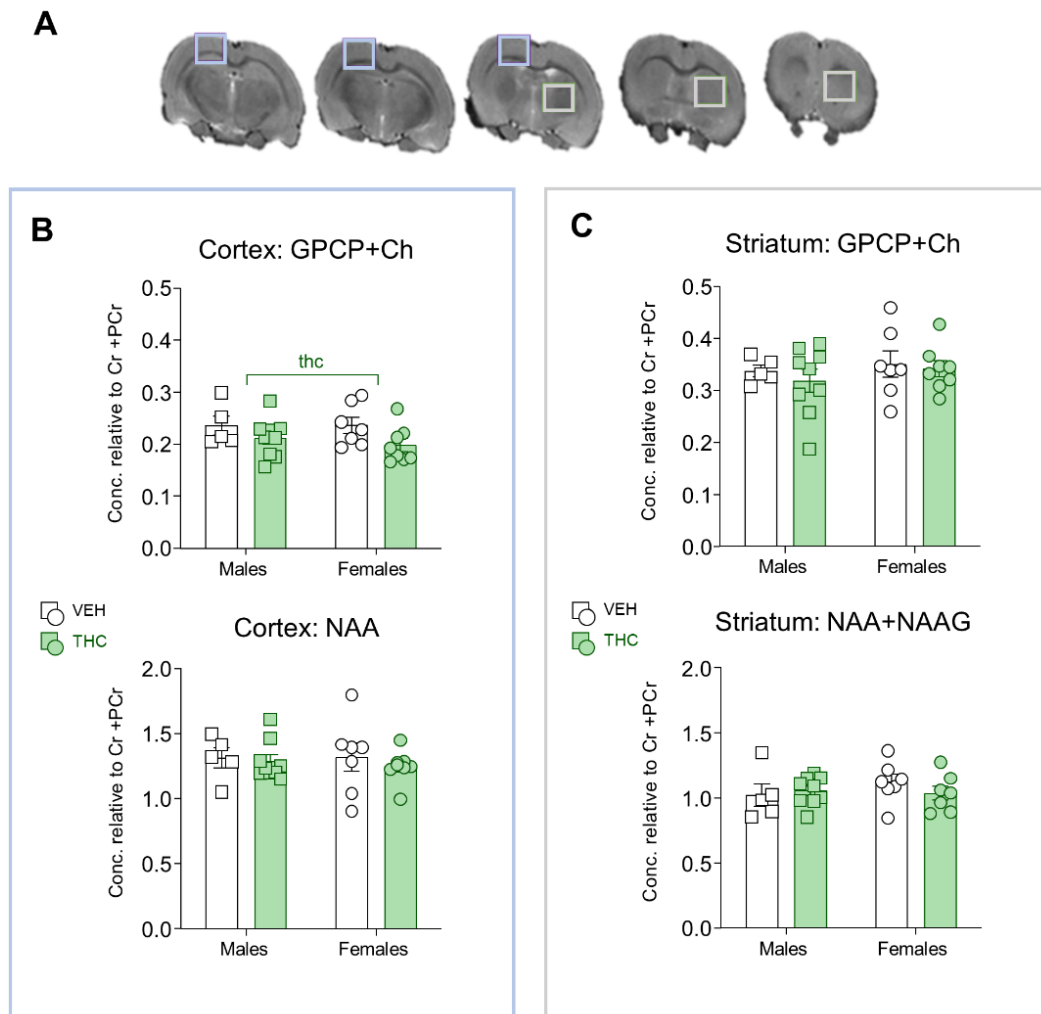 A
B
Cortex: GPCP+Ch
Conc. relative to Cr +PCr
0.5
0.4
0.3
0.2
0.1
0.0
thc
Males
Females
VEH
THC
Cortex: NAA
Conc. relative to Cr +PCr
2.0
1.5
1.0
0.5
0.0
Males
Females
C
Striatum: GPCP+Ch
Conc. relative to Cr +PCr
0.5
0.4
0.3
0.2
0.1
0.0
Males
Females
VEH
THC
Striatum: NAA+NAAG
Conc. relative to Cr +PCr
2.0
1.5
1.0
0.5
0.0
Males
Females